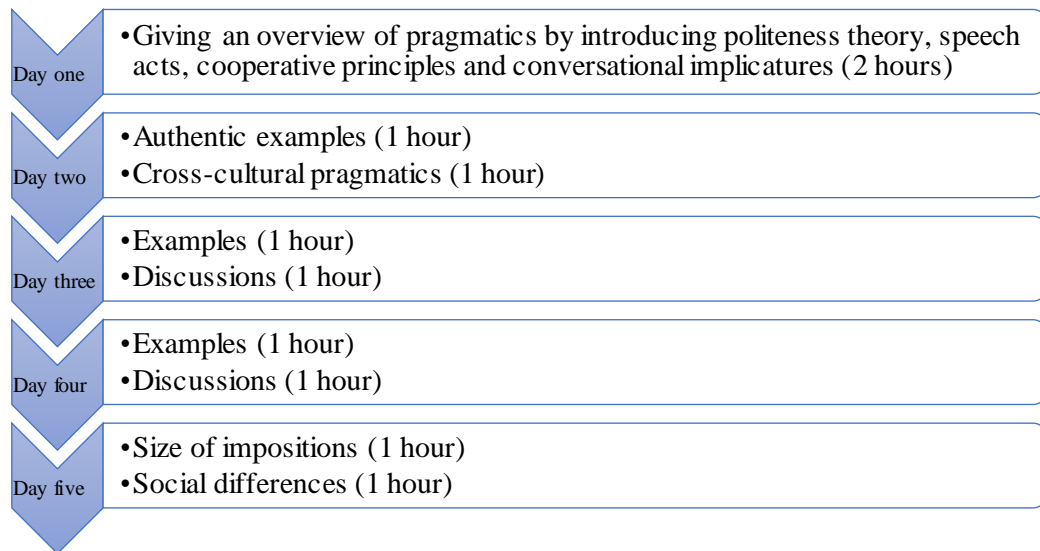 Day one
•Giving an overview of pragmatics by introducing politeness theory, speech
acts, cooperative principles and conversational implicatures (2 hours)
Day two
•Authentic examples (1 hour)
•Cross-cultural pragmatics (1 hour)
Day three
•Examples (1 hour)
•Discussions (1 hour)
Day four
•Examples (1 hour)
•Discussions (1 hour)
Day five
•Size of impositions (1 hour)
•Social differences (1 hour)